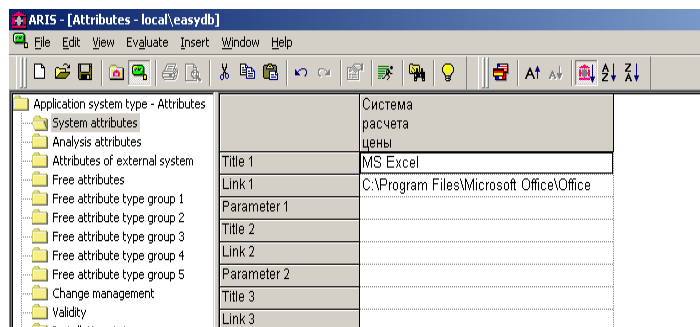 ARIS - [Attributes - local\easydb]
File Edit View Evaluate Insert Window Help
Application system type - Attributes
System attributes
Analysis attributes
Attributes of external system
Free attributes
Free attribute type group 1
Free attribute type group 2
Free attribute type group 3
Free attribute type group 4
Free attribute type group 5
Change management
Validity
Система
расчета
цены
Title 1 MS Excel
Link 1 C:\Program Files\Microsoft Office\Office
Parameter 1
Title 2
Link 2
Parameter 2
Title 3
Link 3